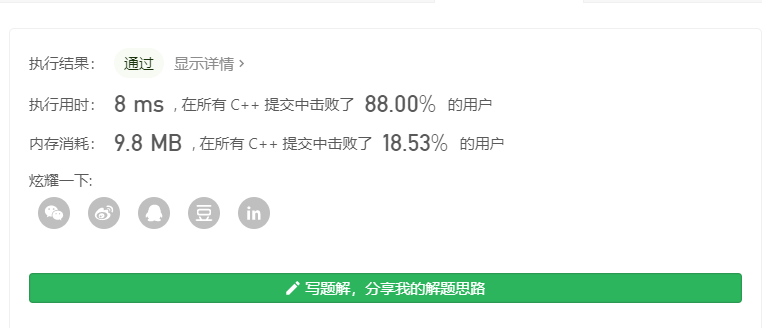 执行结果： 通过 显示详情 ›
执行用时： 8 ms , 在所有 C++ 提交中击败了 88.00% 的用户
内存消耗： 9.8 MB , 在所有 C++ 提交中击败了 18.53% 的用户
炫耀一下:
豆 in
写题解，分享我的解题思路